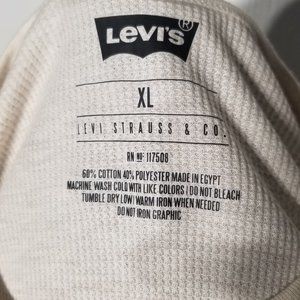 Levi's®
XL
LEVI STRAUSS & CO.
RN Nº: 117508
60% COTTON 40% POLYESTER MADE IN EGYPT
MACHINE WASH COLD WITH LIKE COLORS | DO NOT BLEACH
TUMBLE DRY LOW | WARM IRON WHEN NEEDED
DO NOT IRON GRAPHIC